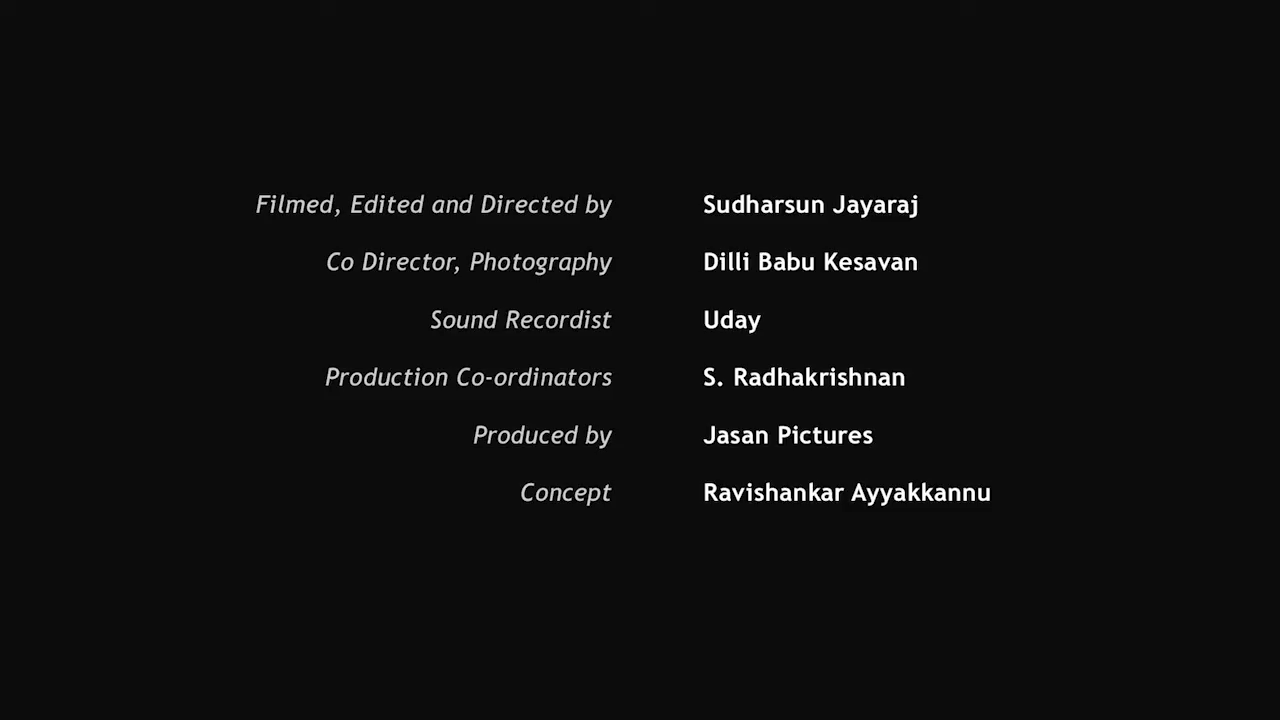 Filmed, Edited and Directed by Sudharsun Jayaraj
Co Director, Photography Dilli Babu Kesavan
Sound Recordist Uday
Production Co-ordinators S. Radhakrishnan
Produced by Jasan Pictures
Concept Ravishankar Ayyakkannu